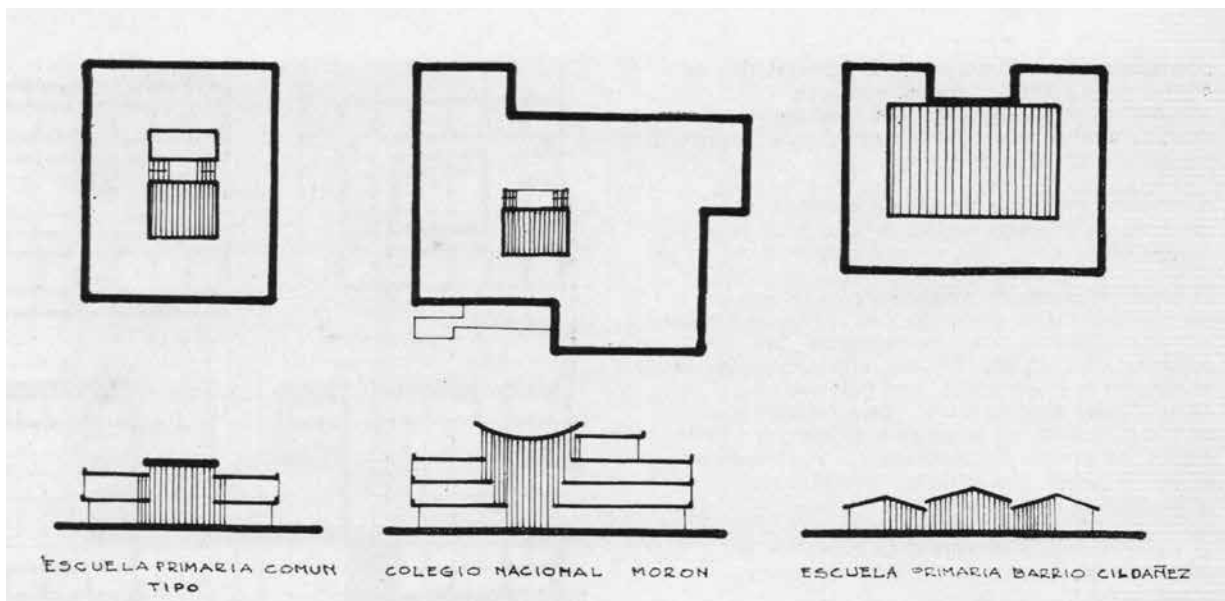 ESCUELA PRIMARIA COMUN
TIPO
COLEGIO NACIONAL MORON
ESCUELA PRIMARIA BARRIO CILDAÑEZ